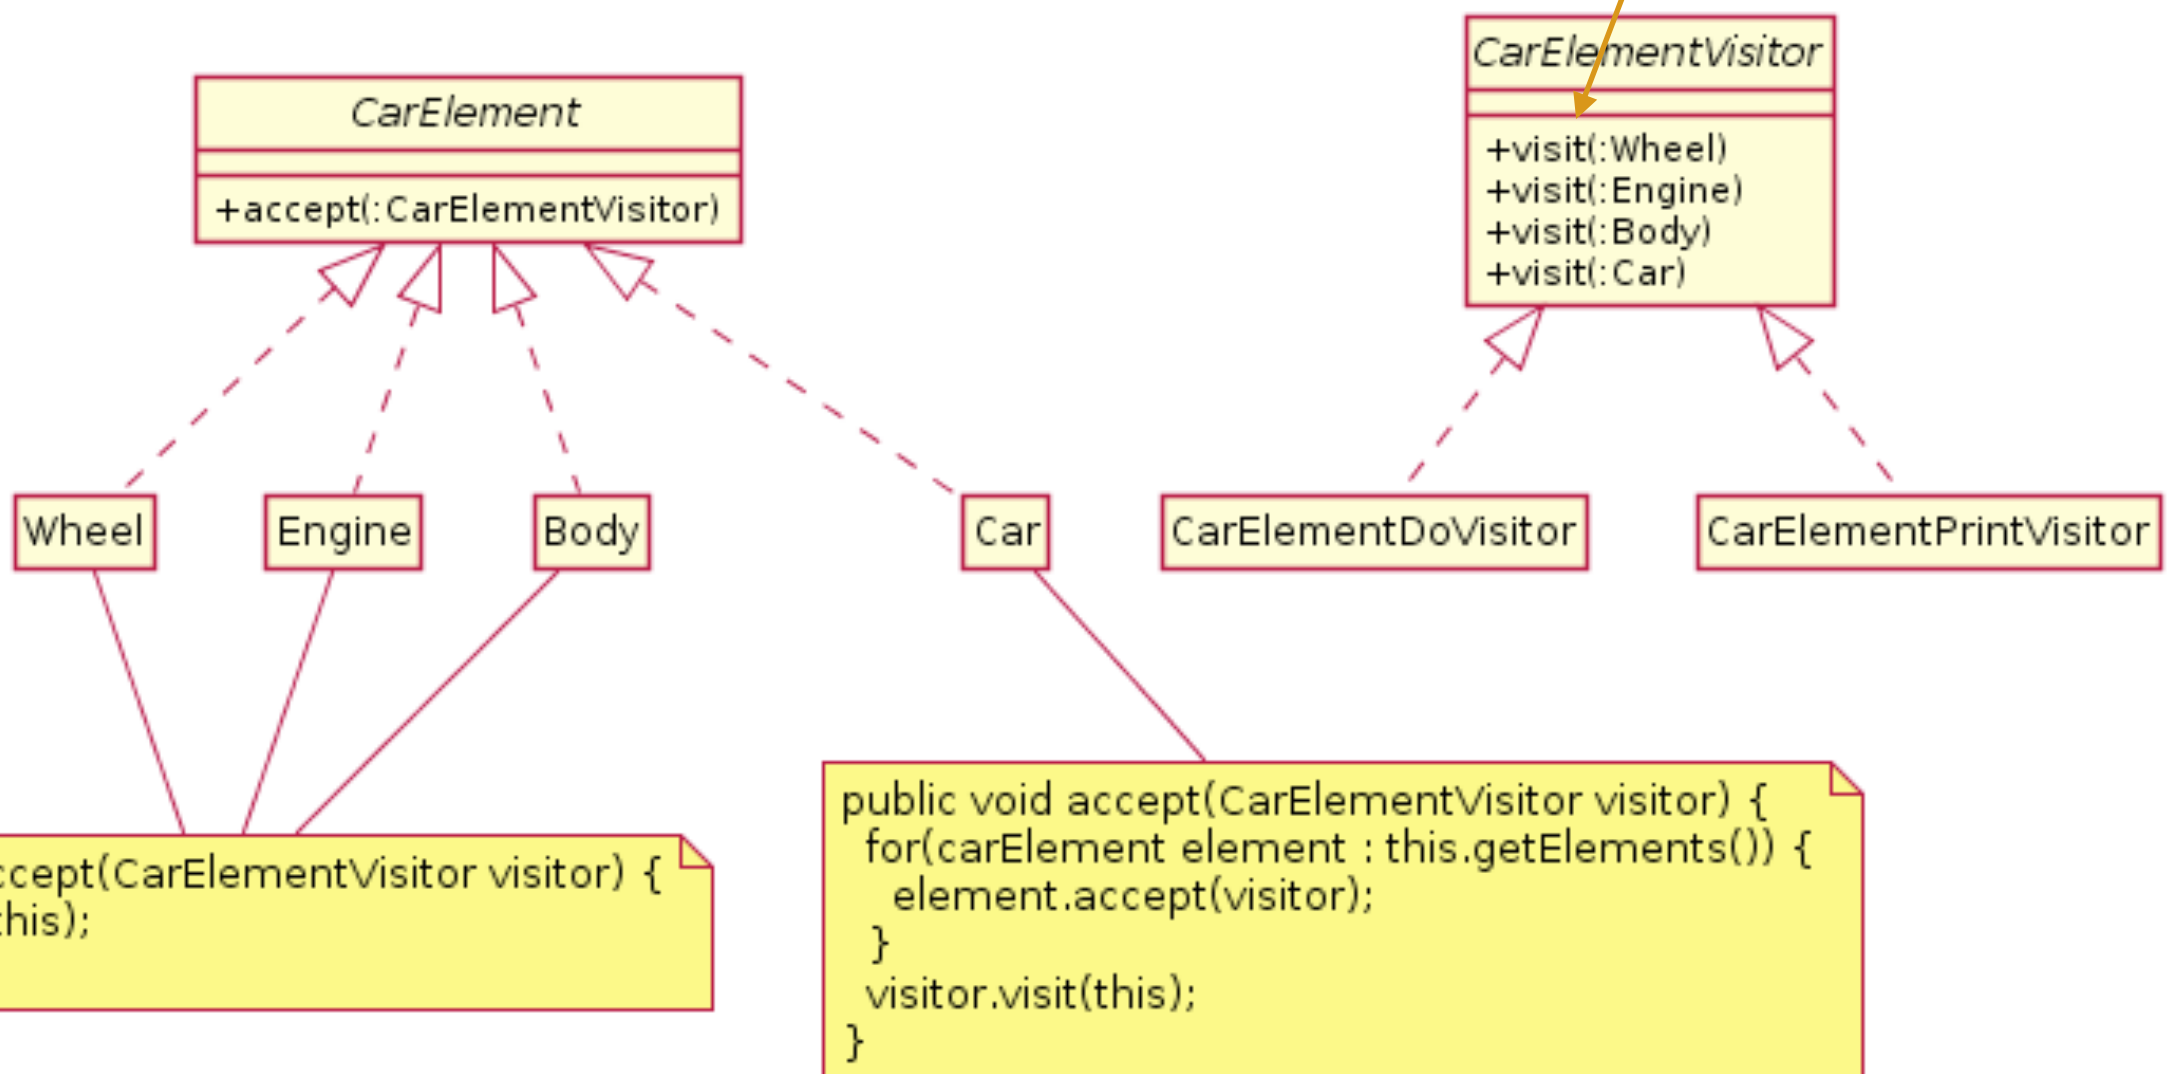 CarElement
+accept(:CarElementVisitor)
CarElementVisitor
+visit(:Wheel)
+visit(:Engine)
+visit(:Body)
+visit(:Car)
Wheel
Engine
Body
Car
CarElementDoVisitor
CarElementPrintVisitor
ccept(CarElementVisitor visitor) {
this);
public void accept(CarElementVisitor visitor) {
for(carElement element : this.getElements()) {
element.accept(visitor);
}
visitor.visit(this);
}